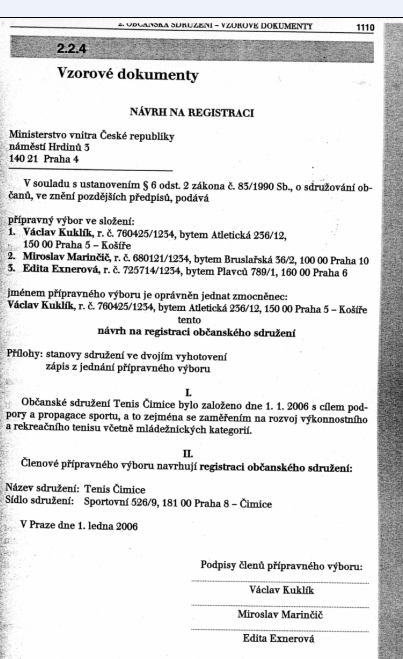 2. OBČANSKÁ SDRUŽENÍ – VZOROVÉ DOKUMENTY 1110
2.2.4
Vzorové dokumenty
NÁVRH NA REGISTRACI
Ministerstvo vnitra České republiky
náměstí Hrdinů 3
140 21 Praha 4
V souladu s ustanovením § 6 odst. 2 zákona č. 83/1990 Sb., o sdružování ob-
čanů, ve znění pozdějších předpisů, podává
přípravný výbor ve složení:
1. Václav Kuklík, r. č. 760425/1234, bytem Atletická 236/12,
150 00 Praha 5 – Košíře
2. Miroslav Marinčič, r. č. 680121/1234, bytem Bruslařská 36/2, 100 00 Praha 10
3. Edita Exnerová, r. č. 725714/1234, bytem Plavců 789/1, 160 00 Praha 6
jménem přípravného výboru je oprávněn jednat zmocněnec:
Václav Kuklík, r. č. 760425/1234, bytem Atletická 236/12, 150 00 Praha 5 – Košíře
tento
návrh na registraci občanského sdružení
Přílohy: stanovy sdružení ve dvojím vyhotovení
zápis z jednání přípravného výboru
I.
Občanské sdružení Tenis Čimice bylo založeno dne 1. 1. 2006 s cílem pod-
pory a propagace sportu, a to zejména se zaměřením na rozvoj výkonnostního
a rekreačního tenisu včetně mládežnických kategorií.
II.
Členové přípravného výboru navrhují registraci občanského sdružení:
Název sdružení: Tenis Čimice
Sídlo sdružení: Sportovní 526/9, 181 00 Praha 8 – Čimice
V Praze dne 1. ledna 2006
Podpisy členů přípravného výboru:
Václav Kuklík
Miroslav Marinčič
Edita Exnerová